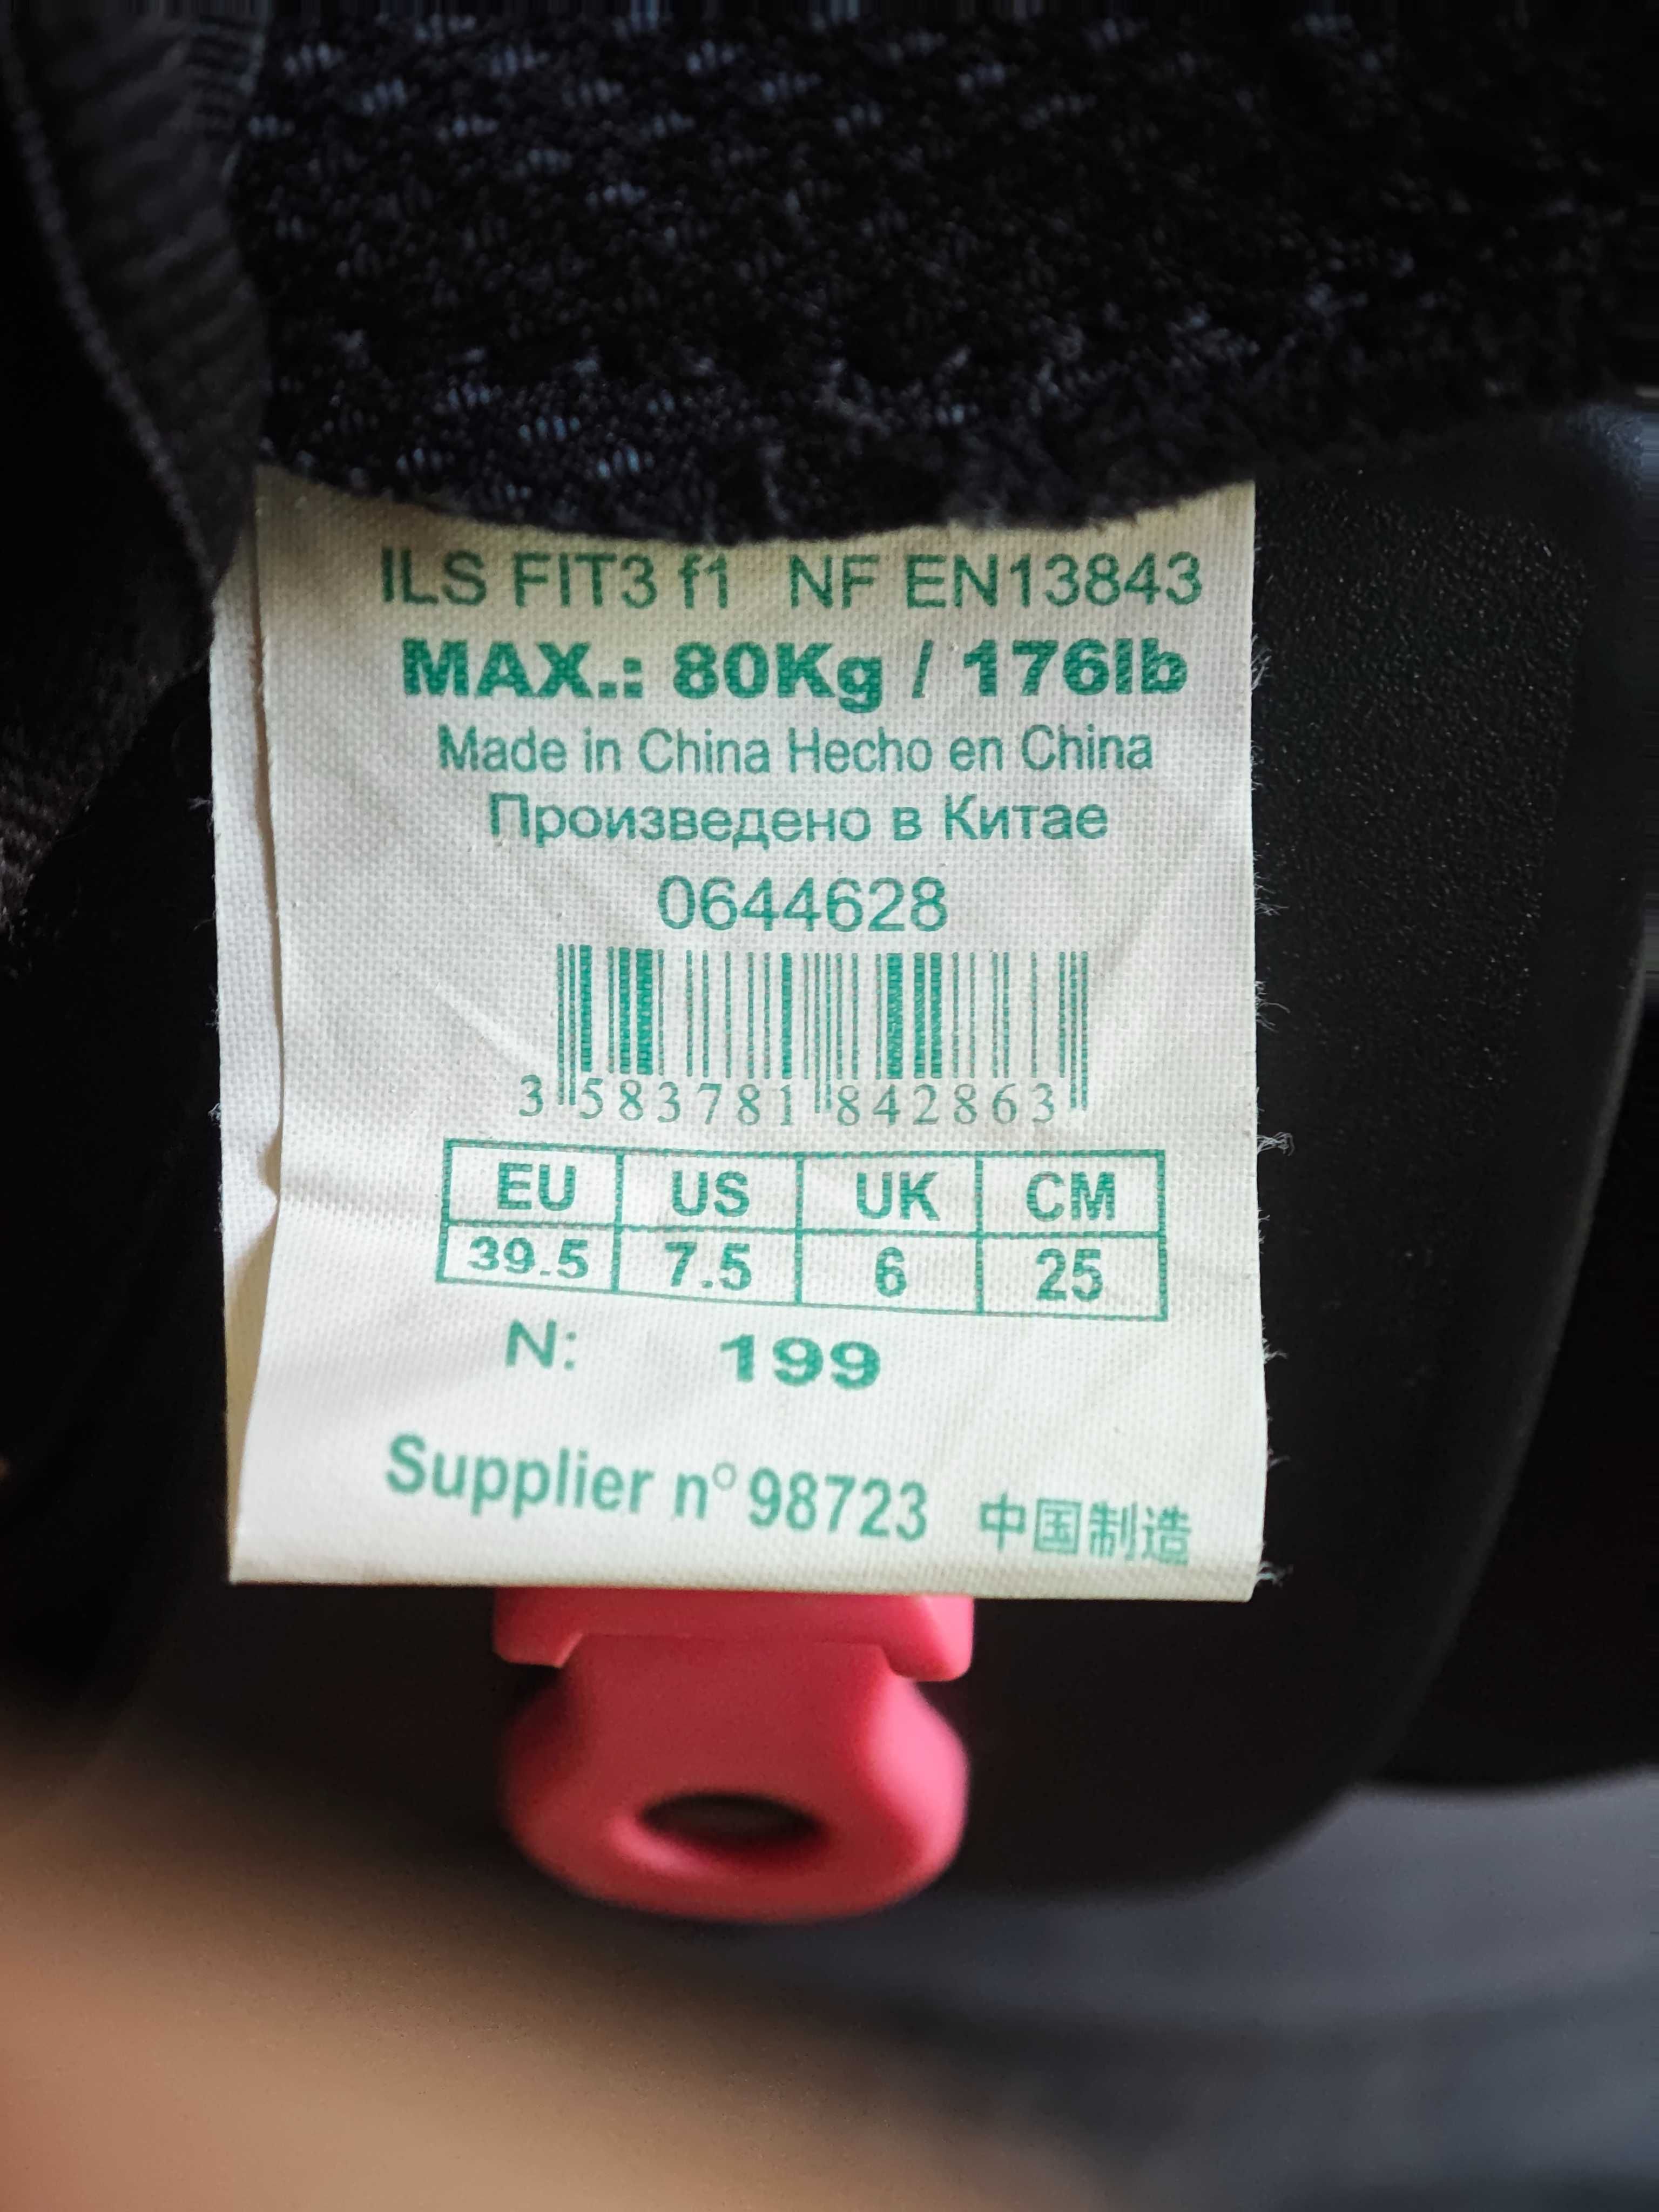 ILS FIT3 f1 NF EN13843
MAX.: 80Kg / 176lb
Made in China Hecho en China
Произведено в Китае
0644628
3 583781 842863
EU US UK CM
39.5 7.5 6 25
N: 199
Supplier n° 98723 中国制造